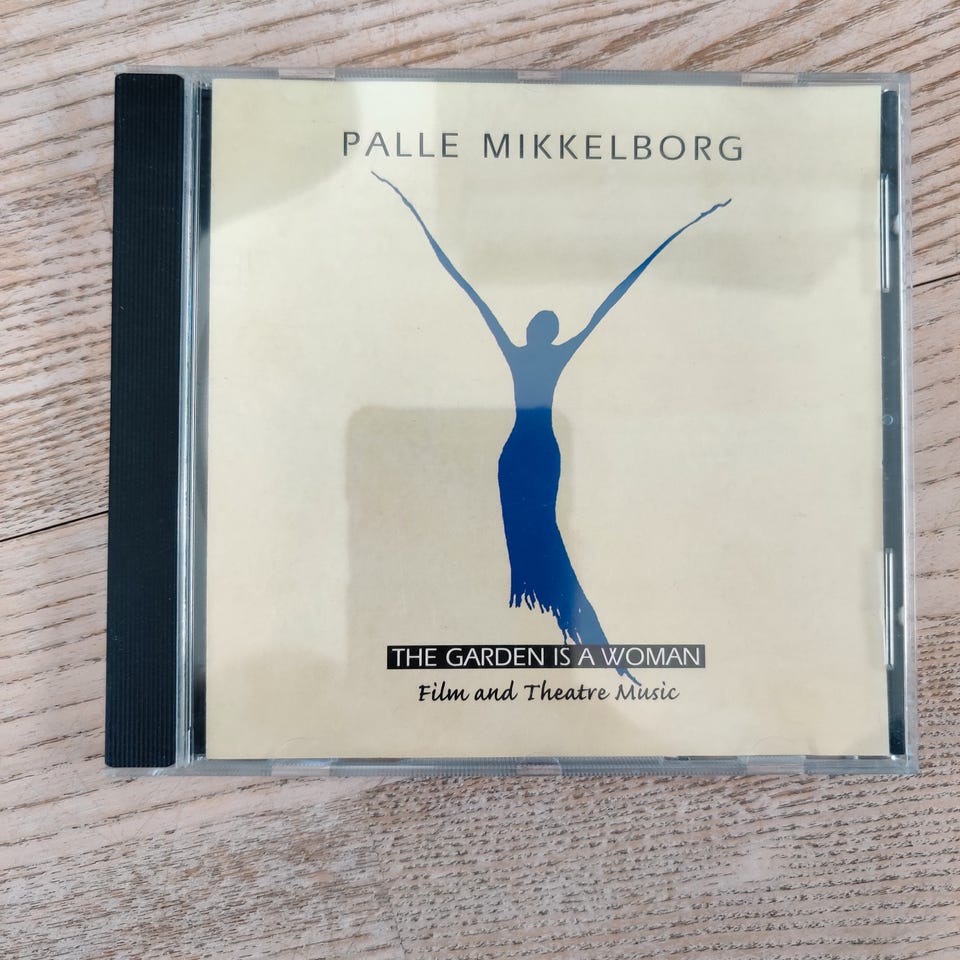 PALLE MIKKELBORG
THE GARDEN IS A WOMAN
Film and Theatre Music